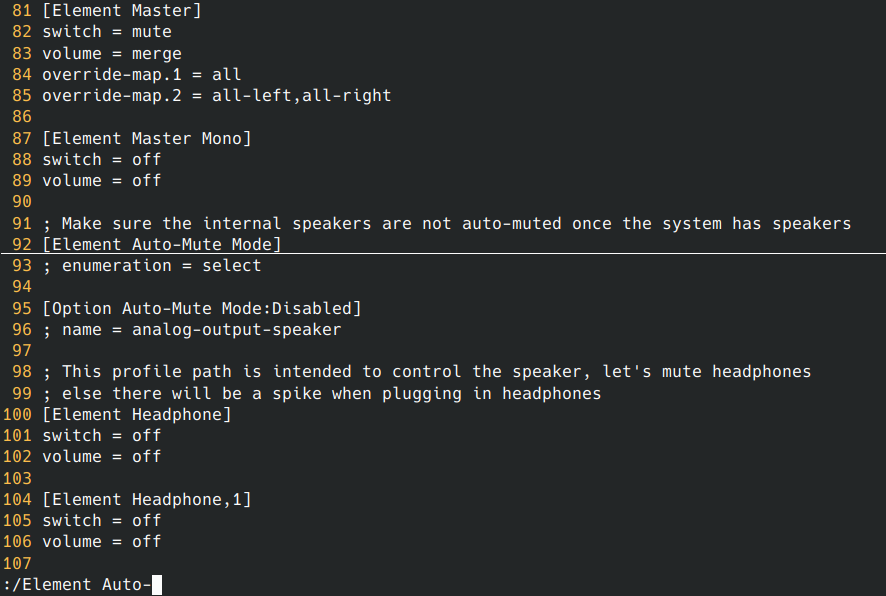 81 [Element Master]
82 switch = mute
83 volume = merge
84 override-map.1 = all
85 override-map.2 = all-left,all-right
86
87 [Element Master Mono]
88 switch = off
89 volume = off
90
91 ; Make sure the internal speakers are not auto-muted once the system has speakers
92 [Element Auto-Mute Mode]
93 ; enumeration = select
94
95 [Option Auto-Mute Mode:Disabled]
96 ; name = analog-output-speaker
97
98 ; This profile path is intended to control the speaker, let's mute headphones
99 ; else there will be a spike when plugging in headphones
100 [Element Headphone]
101 switch = off
102 volume = off
103
104 [Element Headphone,1]
105 switch = off
106 volume = off
107
:/Element Auto-